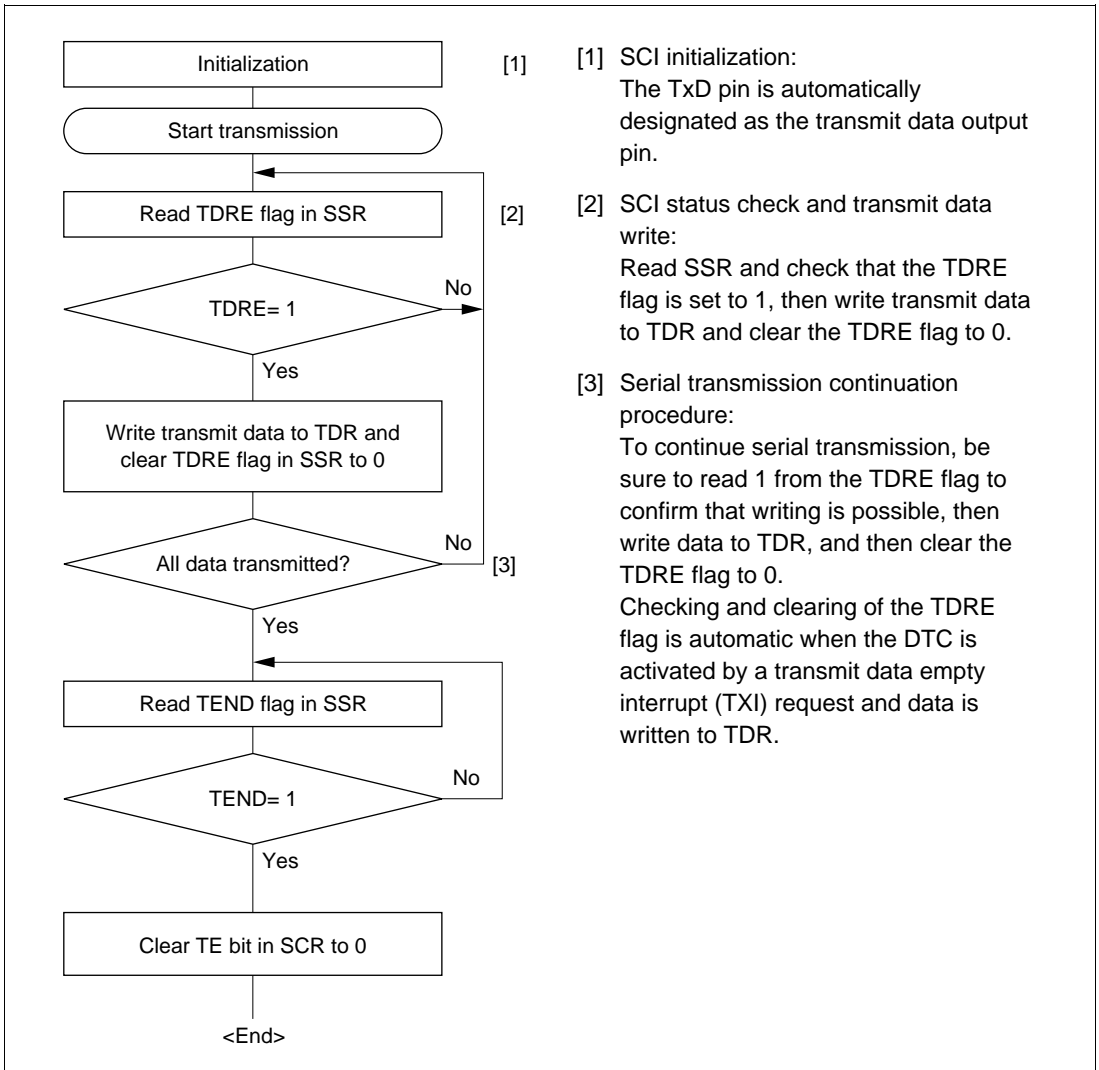 Initialization
[1]
Start transmission
Read TDRE flag in SSR
[2]
TDRE= 1
No
Yes
Write transmit data to TDR and
clear TDRE flag in SSR to 0
All data transmitted?
No
[3]
Yes
Read TEND flag in SSR
TEND= 1
No
Yes
Clear TE bit in SCR to 0
<End>
[1] SCI initialization:
The TxD pin is automatically
designated as the transmit data output
pin.
[2] SCI status check and transmit data
write:
Read SSR and check that the TDRE
flag is set to 1, then write transmit data
to TDR and clear the TDRE flag to 0.
[3] Serial transmission continuation
procedure:
To continue serial transmission, be
sure to read 1 from the TDRE flag to
confirm that writing is possible, then
write data to TDR, and then clear the
TDRE flag to 0.
Checking and clearing of the TDRE
flag is automatic when the DTC is
activated by a transmit data empty
interrupt (TXI) request and data is
written to TDR.